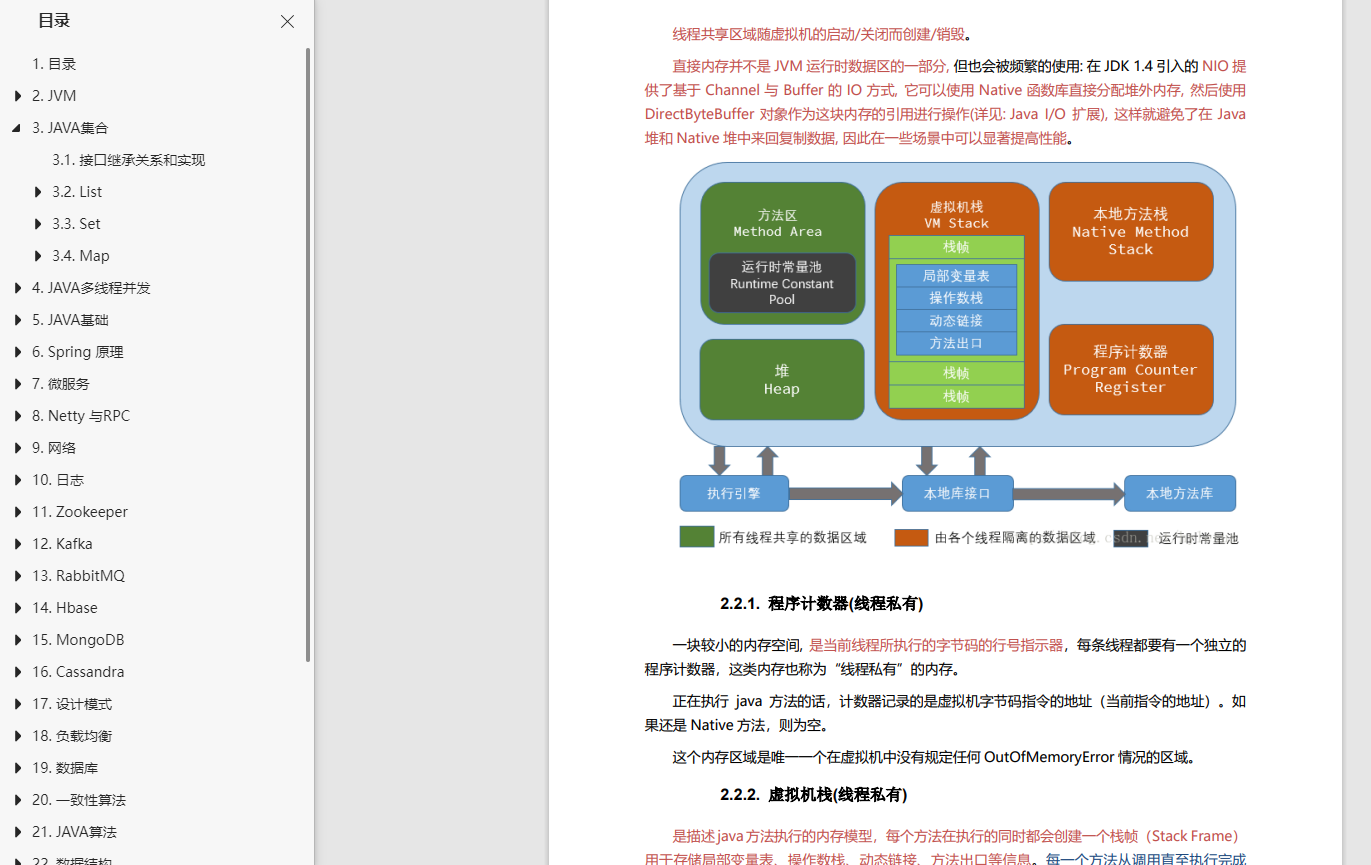 目录
1. 目录
2. JVM
3. JAVA集合
3.1. 接口继承关系和实现
3.2. List
3.3. Set
3.4. Map
4. JAVA多线程并发
5. JAVA基础
6. Spring 原理
7. 微服务
8. Netty 与RPC
9. 网络
10. 日志
11. Zookeeper
12. Kafka
13. RabbitMQ
14. Hbase
15. MongoDB
16. Cassandra
17. 设计模式
18. 负载均衡
19. 数据库
20. 一致性算法
21. JAVA算法
22. 数据结构
线程共享区域随虚拟机的启动/关闭而创建/销毁。
直接内存并不是 JVM 运行时数据区的一部分, 但也会被频繁的使用: 在 JDK 1.4 引入的 NIO 提
供了基于 Channel 与 Buffer 的 IO 方式, 它可以使用 Native 函数库直接分配堆外内存, 然后使用
DirectByteBuffer 对象作为这块内存的引用进行操作(详见: Java I/O 扩展), 这样就避免了在 Java
堆和 Native 堆中来回复制数据, 因此在一些场景中可以显著提高性能。
方法区
Method Area
运行时常量池
Runtime Constant
Pool
堆
Heap
虚拟机栈
VM Stack
栈帧
局部变量表
操作数栈
动态链接
方法出口
栈帧
栈帧
本地方法栈
Native Method
Stack
程序计数器
Program Counter
Register
执行引擎
本地库接口
本地方法库
所有线程共享的数据区域
由各个线程隔离的数据区域
运行时常量池
2.2.1. 程序计数器(线程私有)
一块较小的内存空间, 是当前线程所执行的字节码的行号指示器，每条线程都要有一个独立的
程序计数器，这类内存也称为“线程私有”的内存。
正在执行 java 方法的话，计数器记录的是虚拟机字节码指令的地址（当前指令的地址）。如
果还是 Native 方法，则为空。
这个内存区域是唯一一个在虚拟机中没有规定任何 OutOfMemoryError 情况的区域。
2.2.2. 虚拟机栈(线程私有)
是描述java方法执行的内存模型，每个方法在执行的同时都会创建一个栈帧（Stack Frame）
用于存储局部变量表、操作数栈、动态链接、方法出口等信息。每一个方法从调用直至执行完成